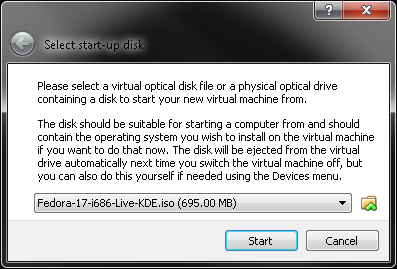 Select start-up disk
Please select a virtual optical disk file or a physical optical drive
containing a disk to start your new virtual machine from.
The disk should be suitable for starting a computer from and should
contain the operating system you wish to install on the virtual machine
if you want to do that now. The disk will be ejected from the virtual
drive automatically next time you switch the virtual machine off, but
you can also do this yourself if needed using the Devices menu.
Fedora-17-i686-Live-KDE.iso (695.00 MB)
Start Cancel